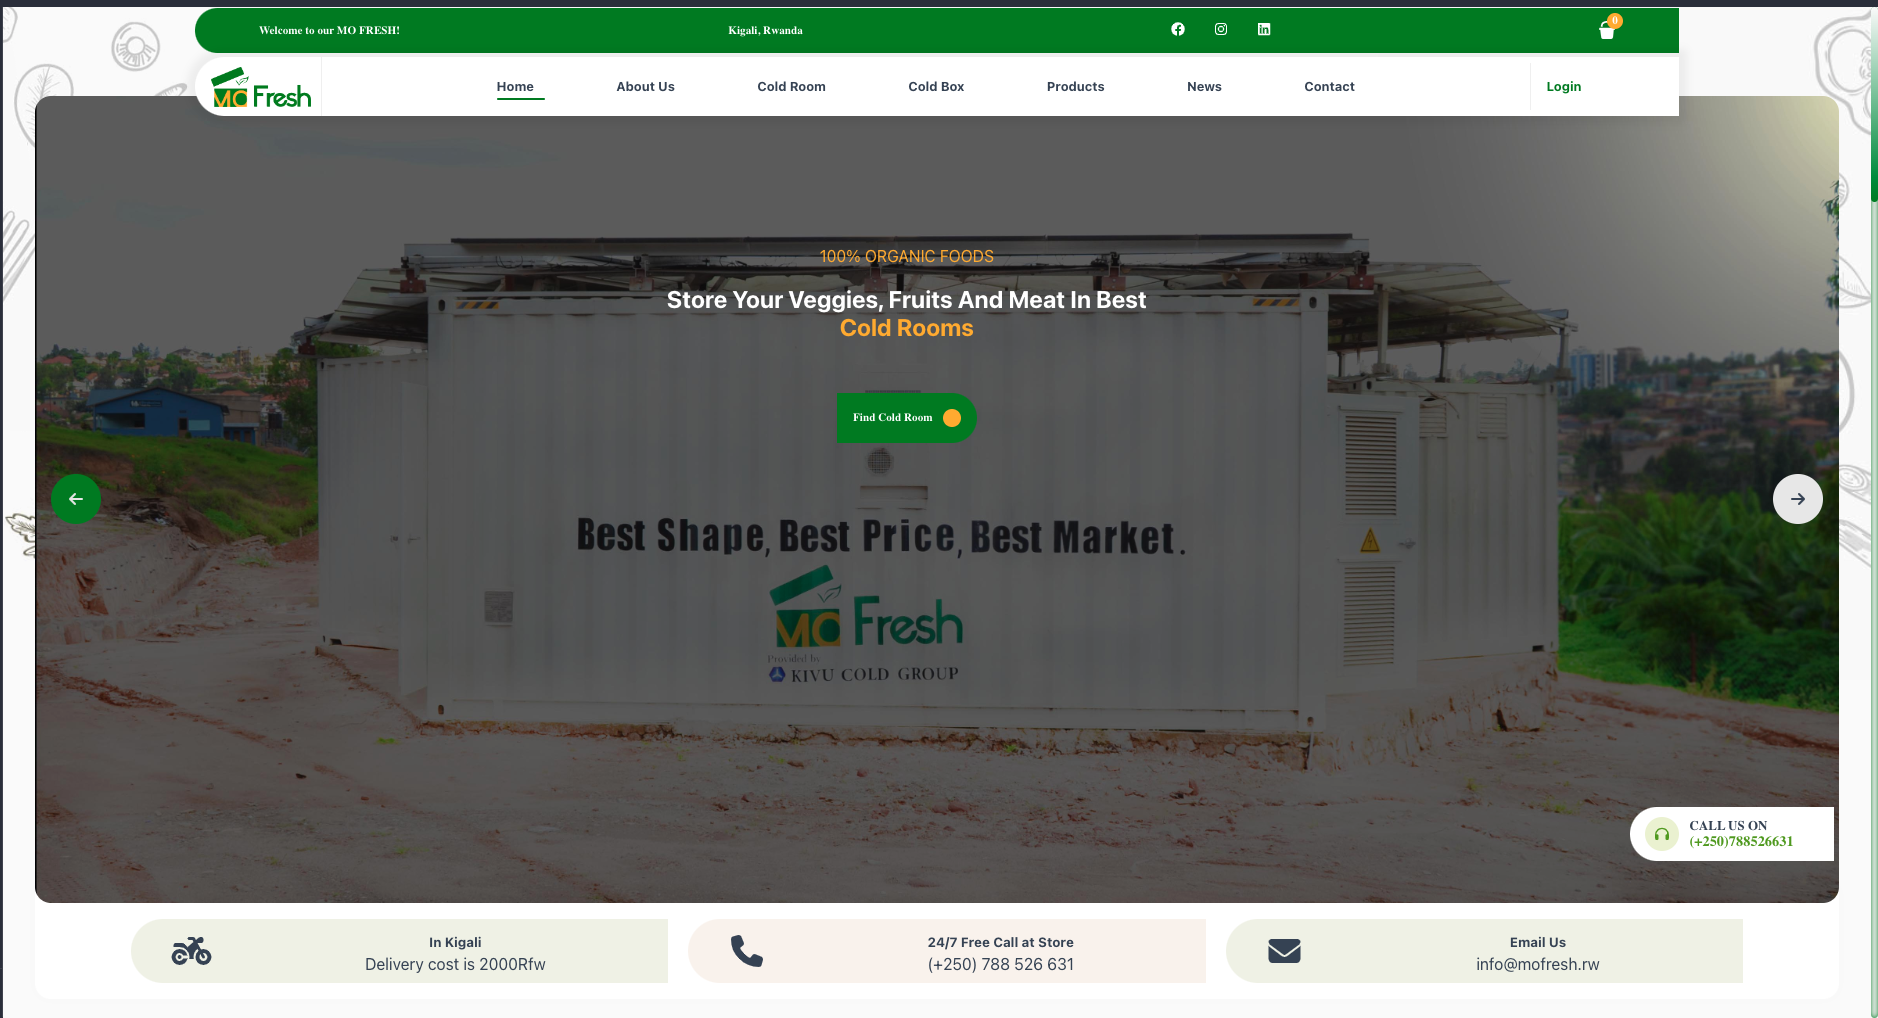 Welcome to our MO FRESH!
Kigali, Rwanda
0
MO Fresh
Home
About Us
Cold Room
Cold Box
Products
News
Contact
Login
100% ORGANIC FOODS
Store Your Veggies, Fruits And Meat In Best
Cold Rooms
Find Cold Room
Best Shape, Best Price, Best Market.
MO Fresh
Provided by
KIVU COLD GROUP
CALL US ON
(+250)788526631
In Kigali
Delivery cost is 2000Rfw
24/7 Free Call at Store
(+250) 788 526 631
Email Us
info@mofresh.rw